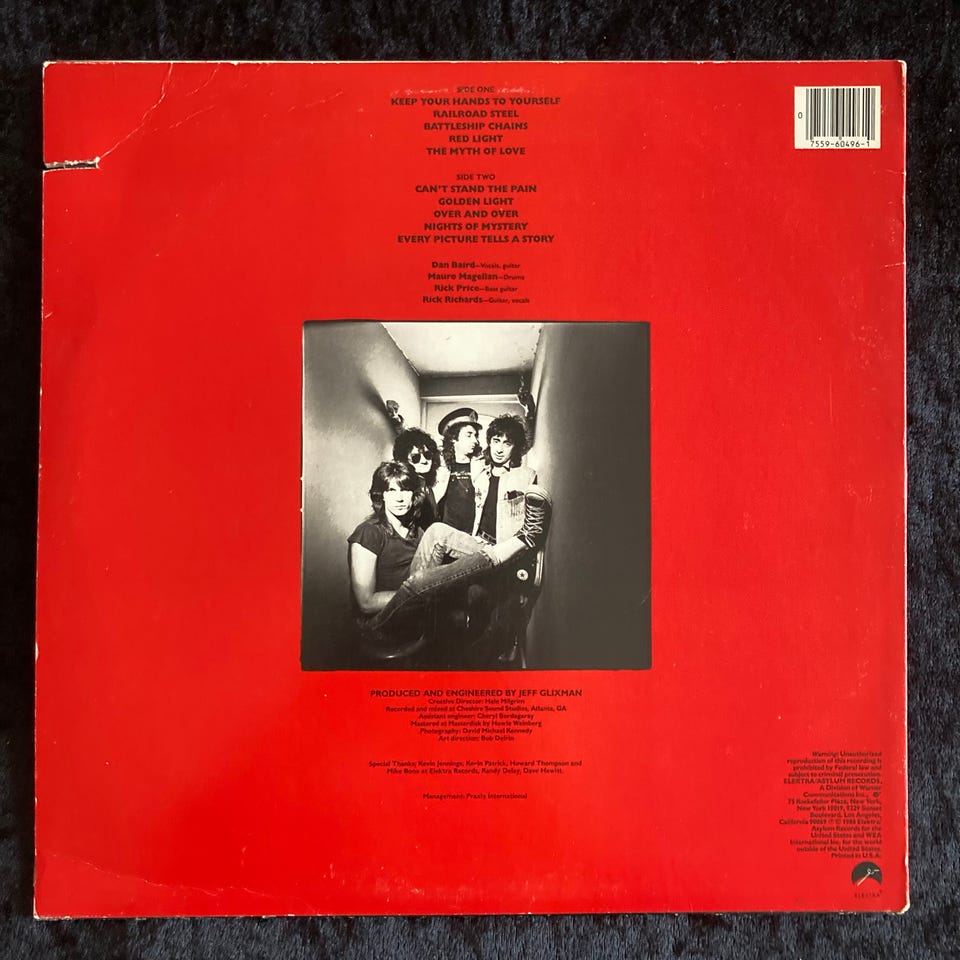 SIDE ONE
KEEP YOUR HANDS TO YOURSELF
RAILROAD STEEL
BATTLESHIP CHAINS
RED LIGHT
THE MYTH OF LOVE
SIDE TWO
CAN'T STAND THE PAIN
GOLDEN LIGHT
OVER AND OVER
NIGHTS OF MYSTERY
EVERY PICTURE TELLS A STORY
Dan Baird—Vocals, guitar
Mauro Magellan—Drums
Rick Price—Bass guitar
Rick Richards—Guitar, vocals
0
7559-60496-1
PRODUCED AND ENGINEERED BY JEFF GLIXMAN
Creative Director: Hale Milgrim
Recorded and mixed at Cheshire Sound Studios, Atlanta, GA
Assistant engineer: Cheryl Bordagaray
Mastered at Masterdisk by Howie Weinberg
Photography: David Michael Kennedy
Art direction: Bob Defrin
Special Thanks; Kevin Jennings, Kevin Patrick, Howard Thompson and
Mike Bone at Elektra Records, Randy Delay, Dave Hewitt.
Management: Praxis International
Warning: Unauthorized
reproduction of this recording is
prohibited by Federal law and
subject to criminal prosecution.
ELEKTRA/ASYLUM RECORDS,
A Division of Warner
Communications Inc.,
75 Rockefeller Plaza, New York,
New York 10019, 9229 Sunset
Boulevard, Los Angeles,
California 90069 ℗ © 1986 Elektra/
Asylum Records for the
United States and WEA
International Inc. for the world
outside of the United States.
Printed in U.S.A.
ELEKTRA